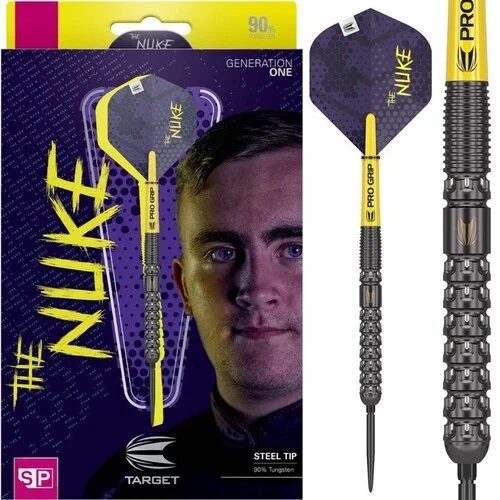 90%
TUNGSTEN
GENERATION
ONE
THE
NUKE
THE
NUKE
PRO GRIP
SP
TARGET
STEEL TIP
90% Tungsten
THE
NUKE
PRO GRIP
PRO GRIP